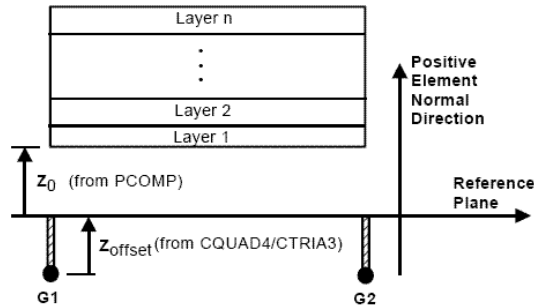 Layer n
Layer 2
Layer 1
Positive
Element
Normal
Direction
Z0 (from PCOMP)
Reference
Plane
Zoffset (from CQUAD4/CTRIA3)
G1
G2